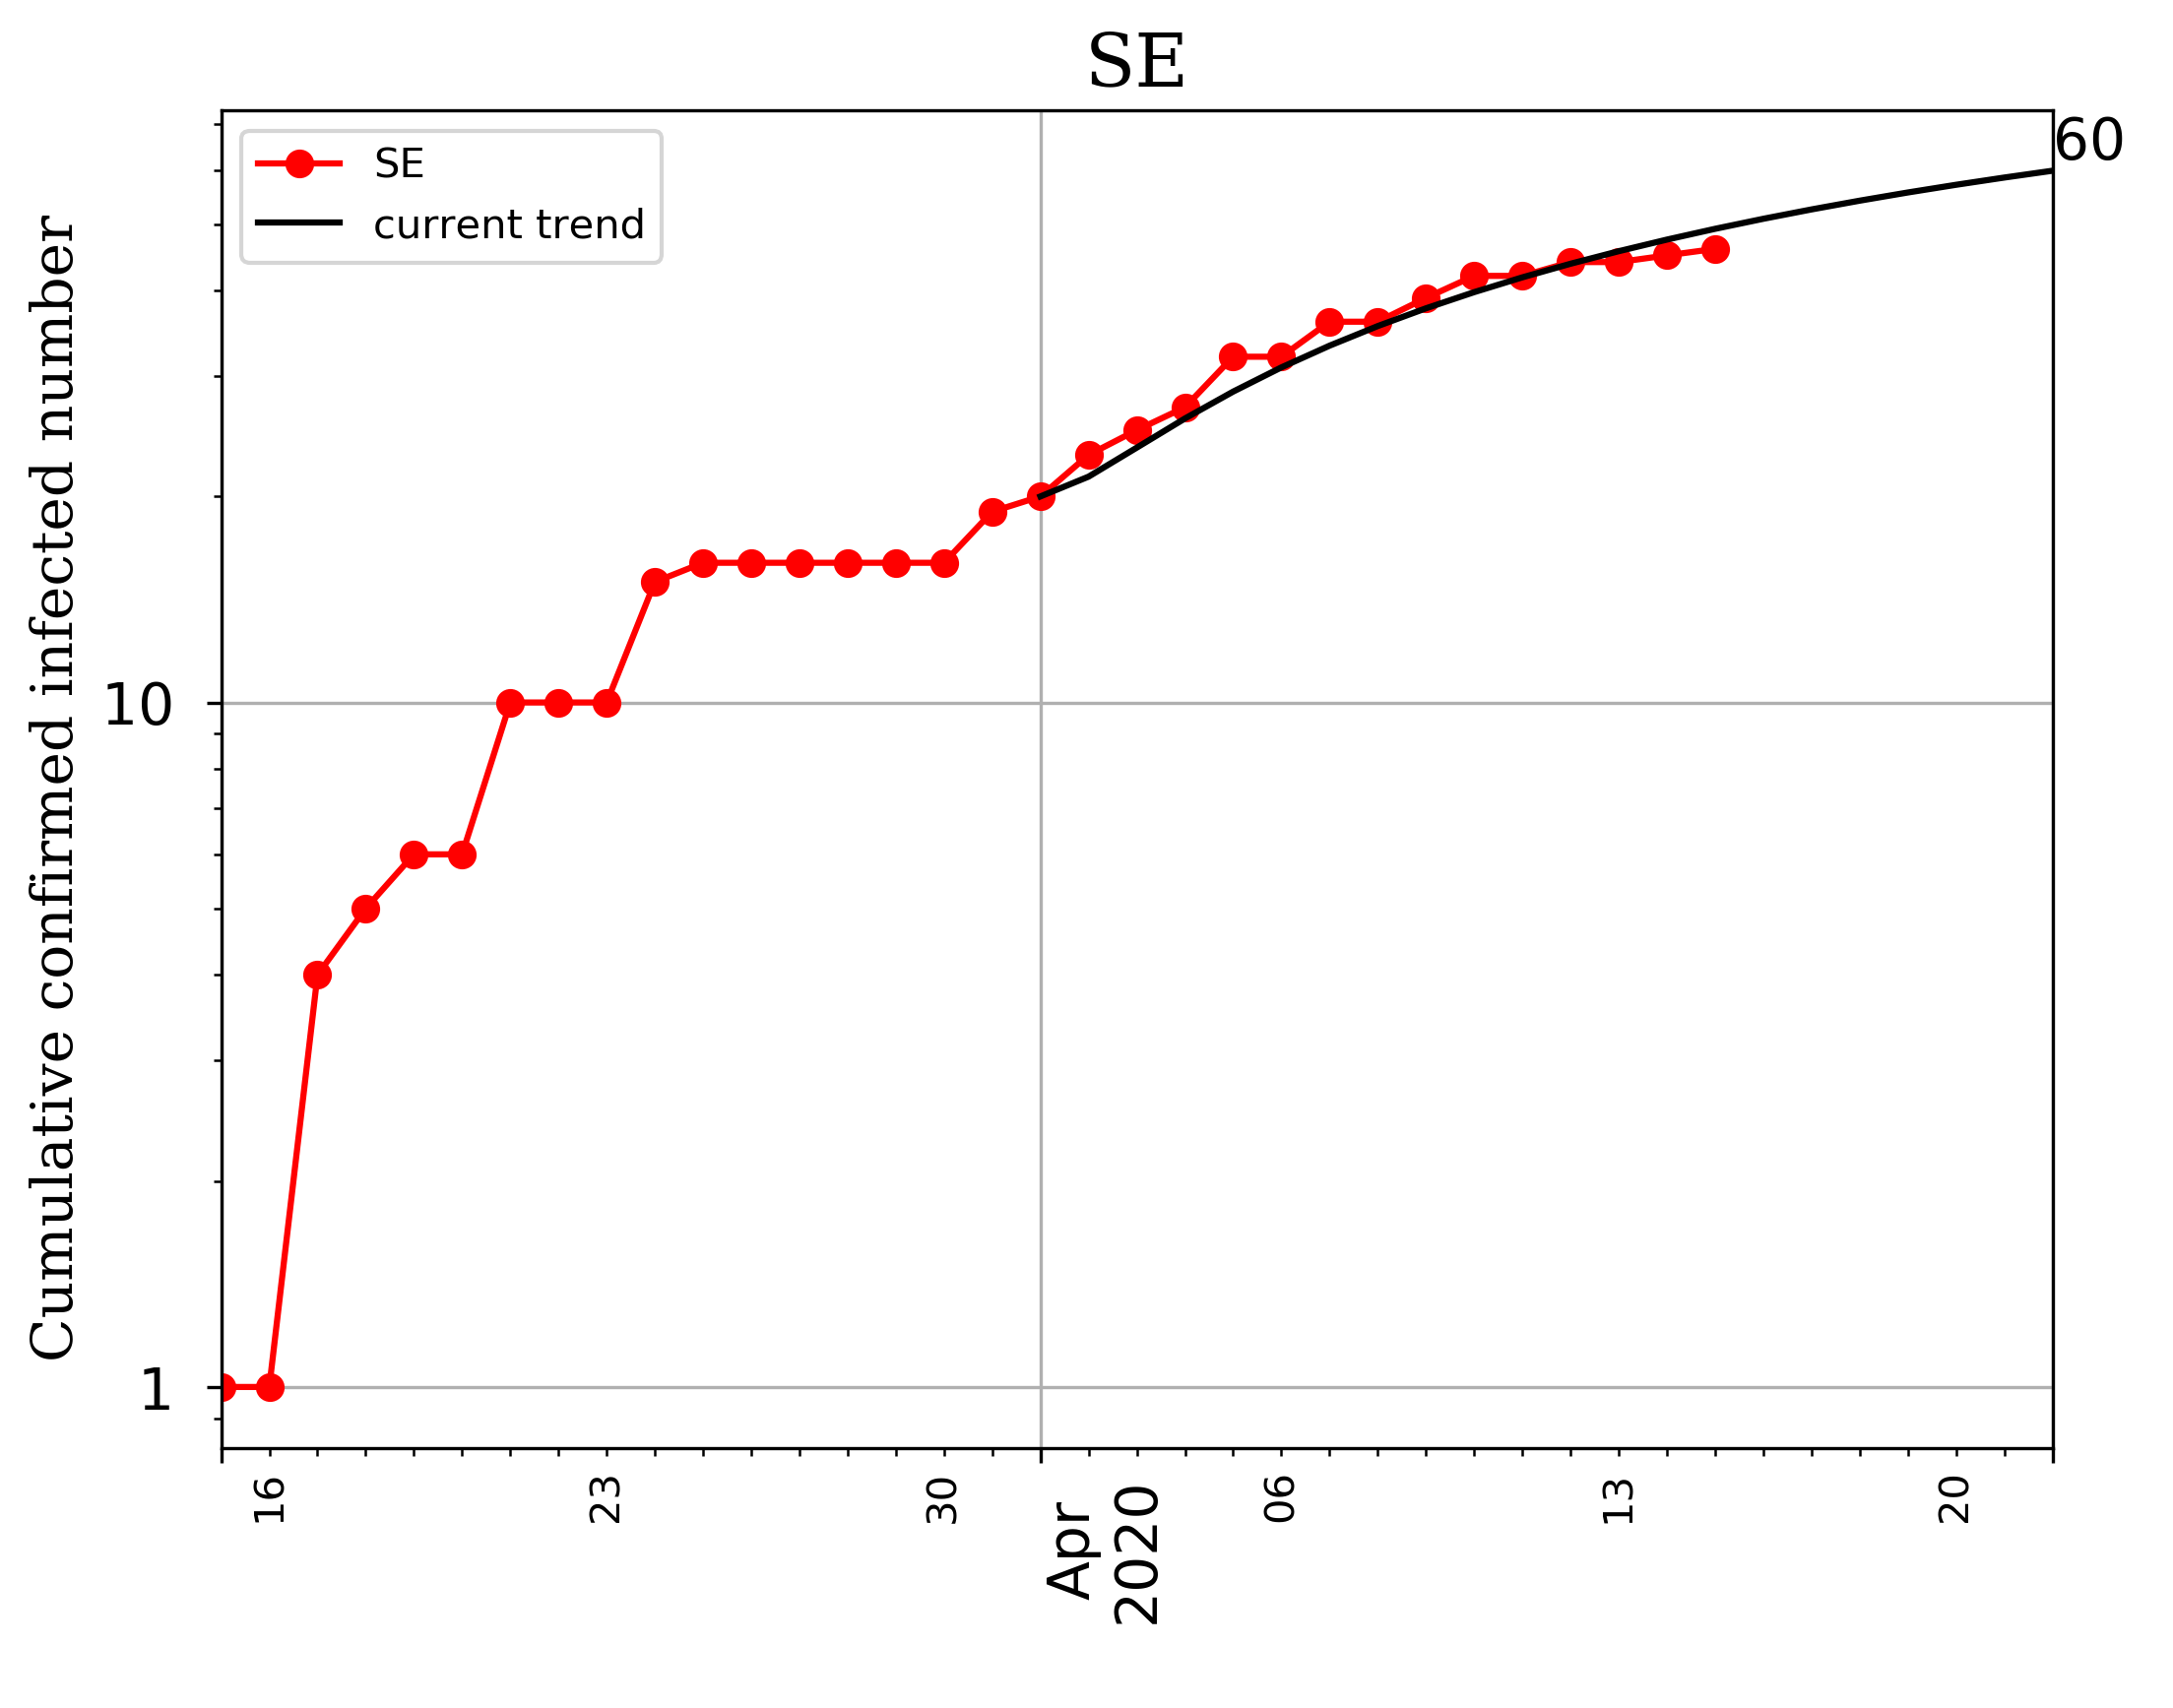 SE
60
SE
current trend
Cumulative confirmed infected number
10
1
16
23
30
Apr
2020
06
13
20